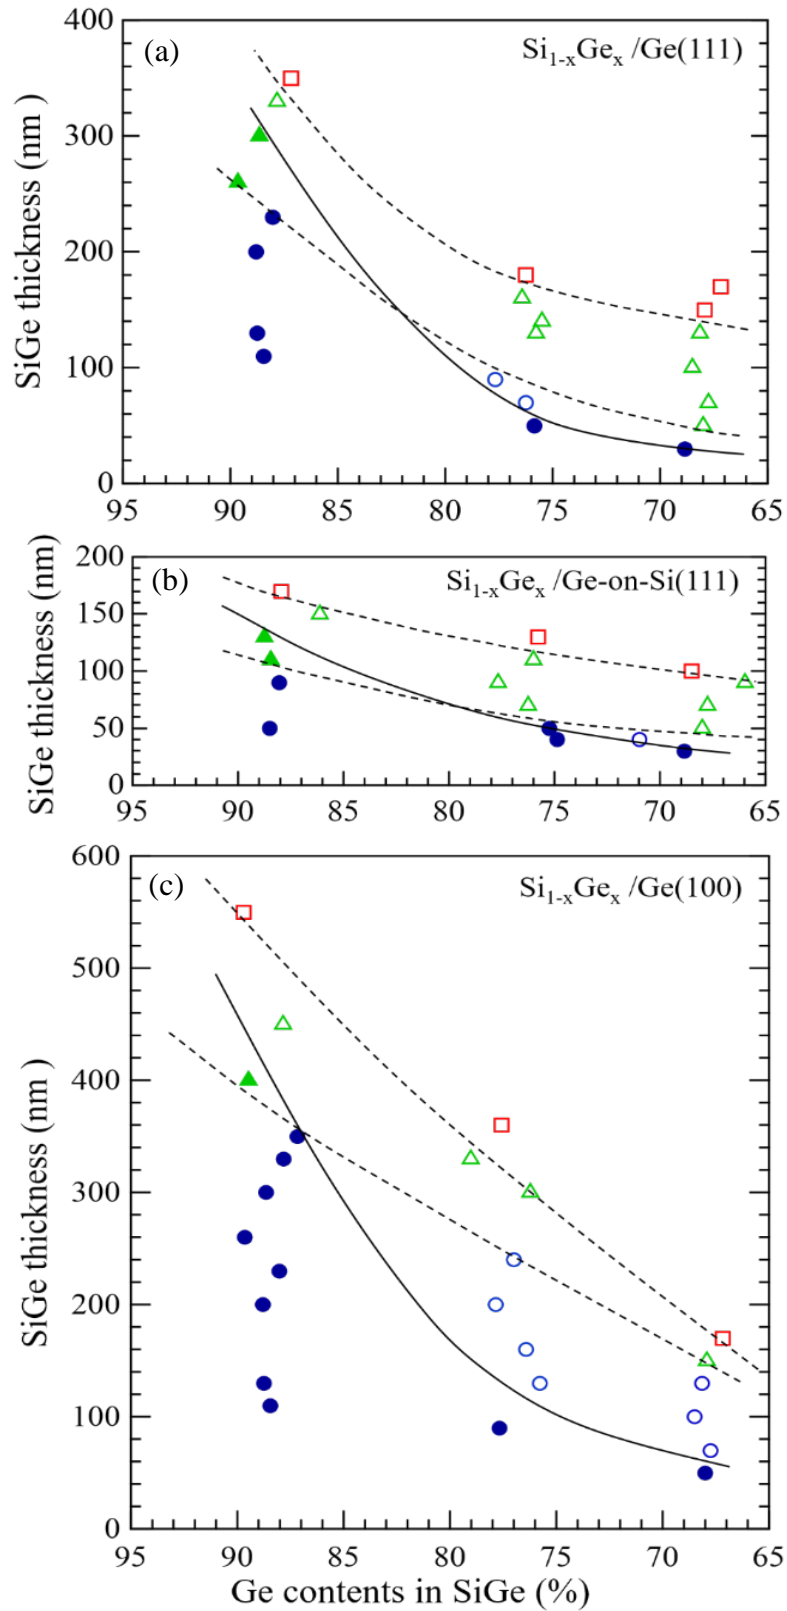 400
(a)
Si1-xGex /Ge(111)
300
200
100
0
SiGe thickness (nm )
95 90 85 80 75 70 65
200
(b)
Si1-xGex /Ge-on-Si(111)
150
100
50
0
SiGe thickness (nm)
95 90 85 80 75 70 65
600
(c)
Si1-xGex /Ge(100)
500
400
300
200
100
0
SiGe thickness (nm )
95 90 85 80 75 70 65
Ge contents in SiGe (%)